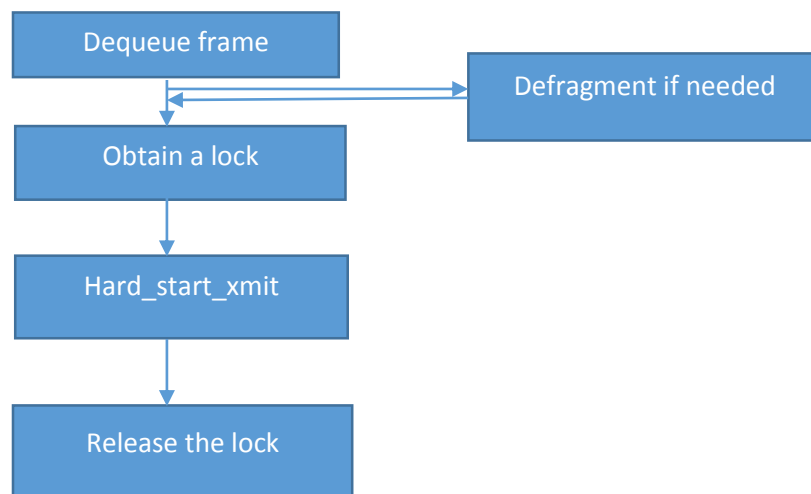 Dequeue frame
Defragment if needed
Obtain a lock
Hard_start_xmit
Release the lock